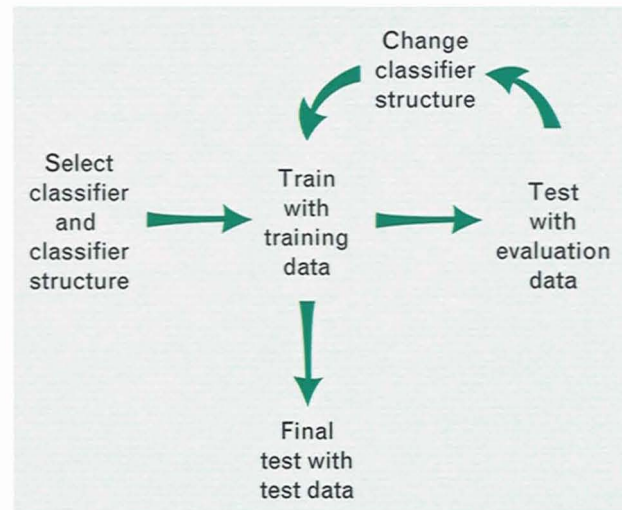 Change
classifier
structure
Select
classifier
and
classifier
structure
Train
with
training
data
Test
with
evaluation
data
Final
test with
test data